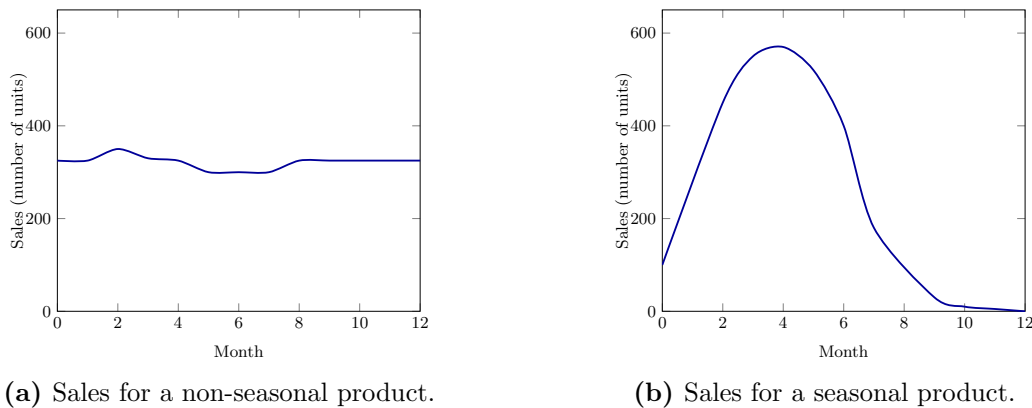 600
400
200
0
Sales (number of units)
0 2 4 6 8 10 12
Month
(a) Sales for a non-seasonal product.
600
400
200
0
Sales (number of units)
0 2 4 6 8 10 12
Month
(b) Sales for a seasonal product.